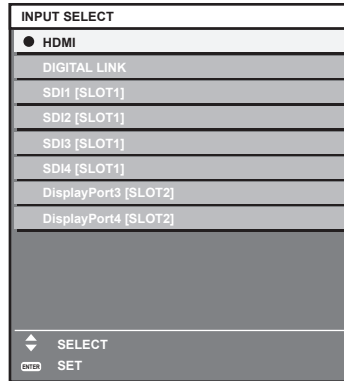 INPUT SELECT
HDMI
DIGITAL LINK
SDI1 [SLOT1]
SDI2 [SLOT1]
SDI3 [SLOT1]
SDI4 [SLOT1]
DisplayPort3 [SLOT2]
DisplayPort4 [SLOT2]
SELECT
ENTER SET